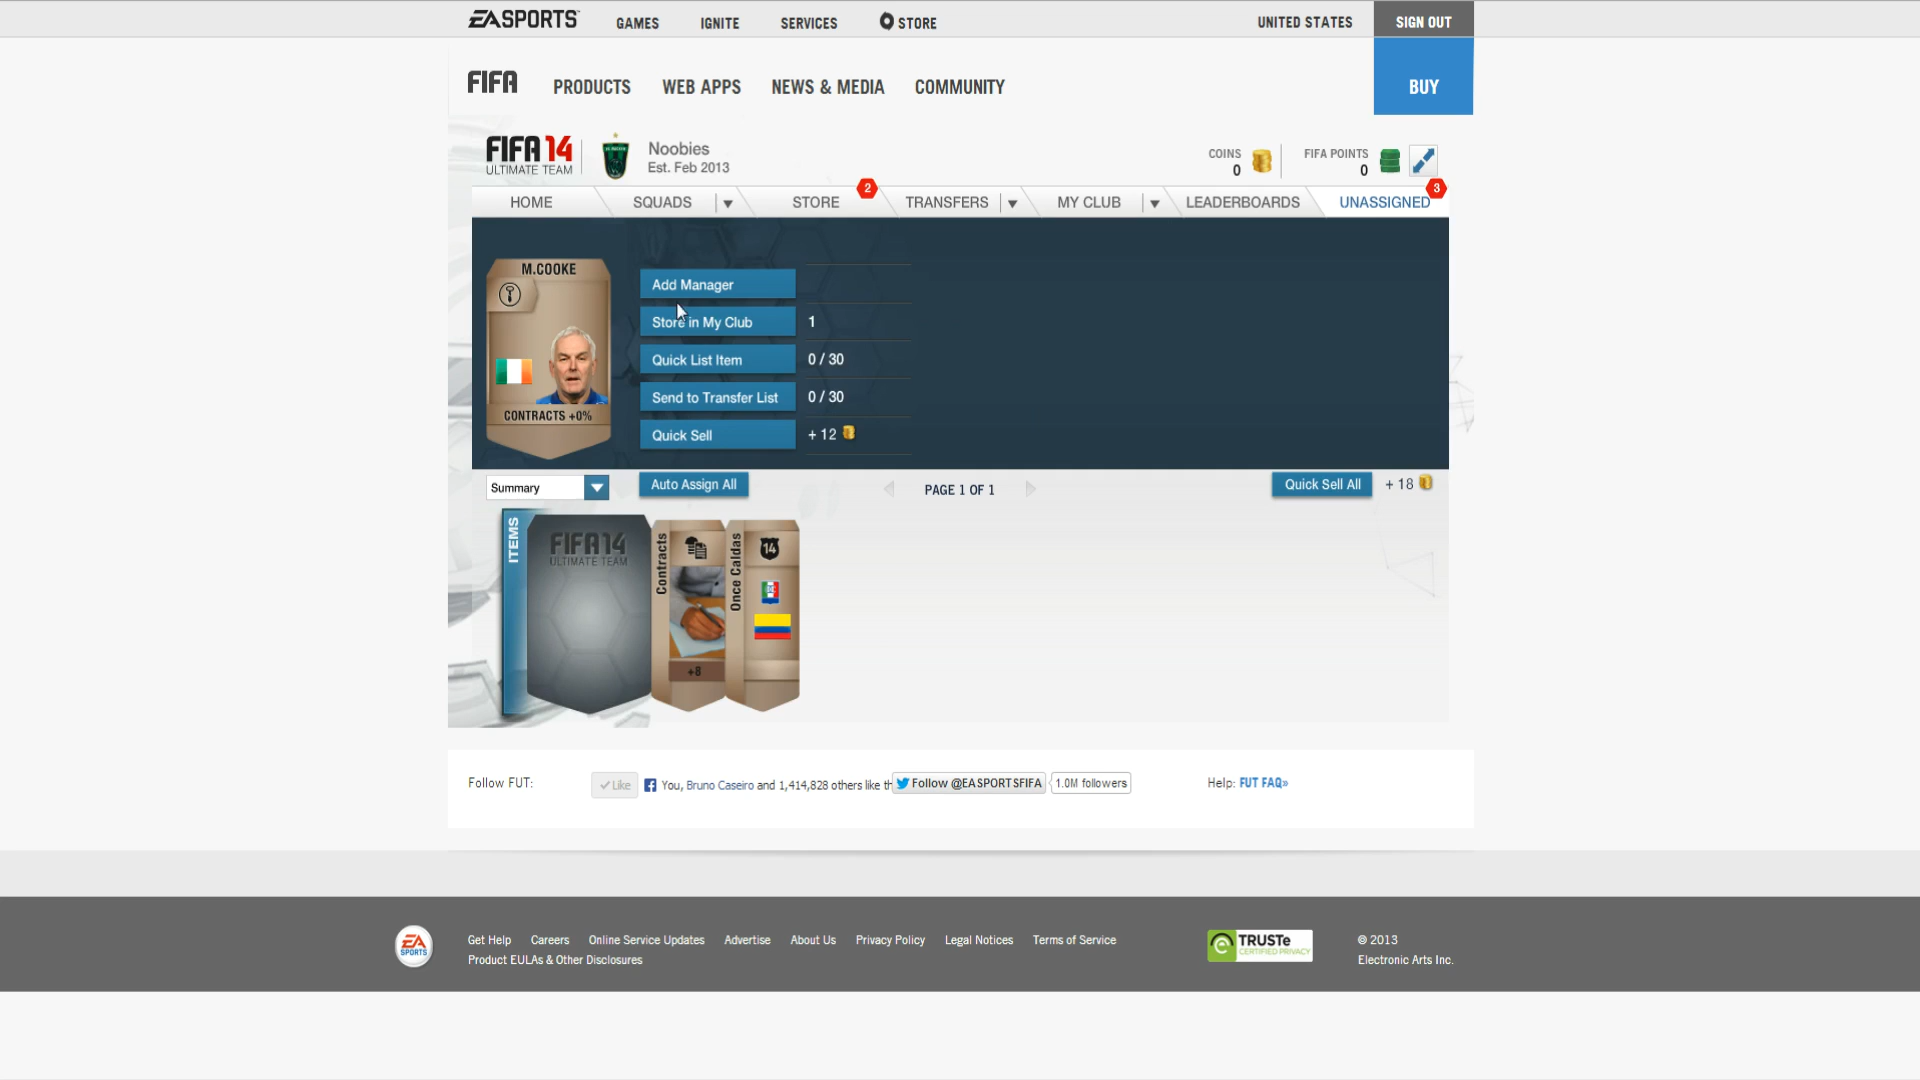 EA SPORTS
GAMES
IGNITE
SERVICES
STORE
UNITED STATES
SIGN OUT
FIFA
PRODUCTS
WEB APPS
NEWS & MEDIA
COMMUNITY
BUY
FIFA 14
ULTIMATE TEAM
Noobies
Est. Feb 2013
COINS
0
FIFA POINTS
0
HOME
SQUADS
STORE
2
TRANSFERS
MY CLUB
LEADERBOARDS
UNASSIGNED
3
M.COOKE
CONTRACTS +0%
Add Manager
Store in My Club
1
Quick List Item
0 / 30
Send to Transfer List
0 / 30
Quick Sell
+ 12
Summary
Auto Assign All
PAGE 1 OF 1
Quick Sell All
+ 18
ITEMS
FIFA 14
ULTIMATE TEAM
Contracts
+8
Once Caldas
14
Follow FUT:
Like
You, Bruno Caseiro and 1,414,828 others like th
Follow @EASPORTSFIFA
1.0M followers
Help: FUT FAQ»
EA
SPORTS
Get Help
Careers
Online Service Updates
Advertise
About Us
Privacy Policy
Legal Notices
Terms of Service
Product EULAs & Other Disclosures
TRUSTe
CERTIFIED PRIVACY
© 2013
Electronic Arts Inc.